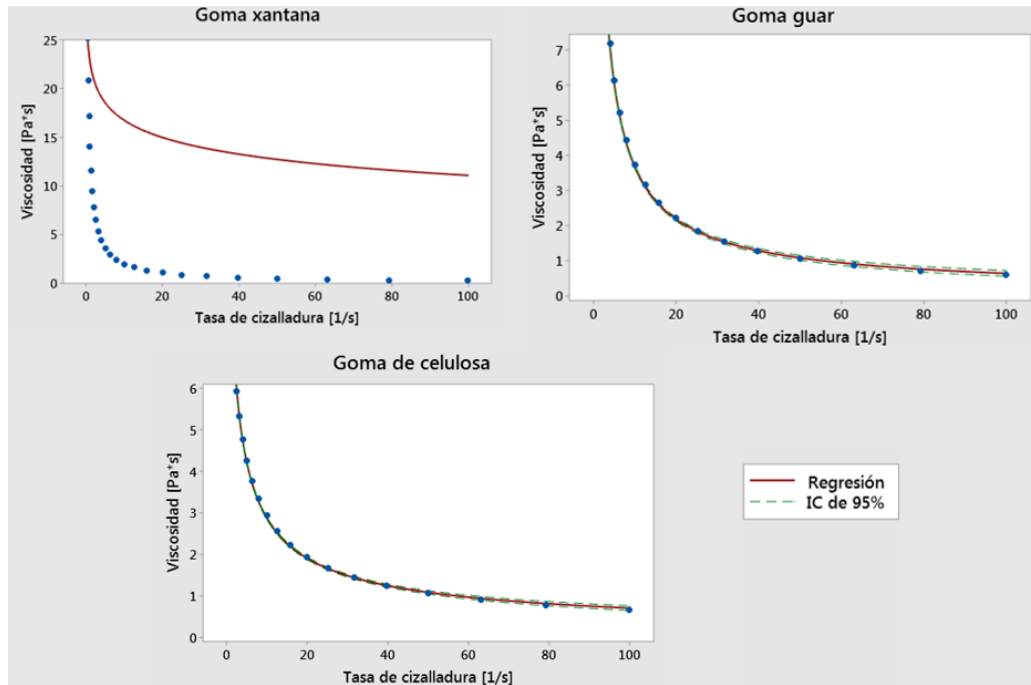 Goma xantana
Viscosidad [Pa*s]
25
20
15
10
5
0
0 20 40 60 80 100
Tasa de cizalladura [1/s]
Goma guar
Viscosidad [Pa*s]
7
6
5
4
3
2
1
0
0 20 40 60 80 100
Tasa de cizalladura [1/s]
Goma de celulosa
Viscosidad [Pa*s]
6
5
4
3
2
1
0
0 20 40 60 80 100
Tasa de cizalladura [1/s]
Regresión
IC de 95%